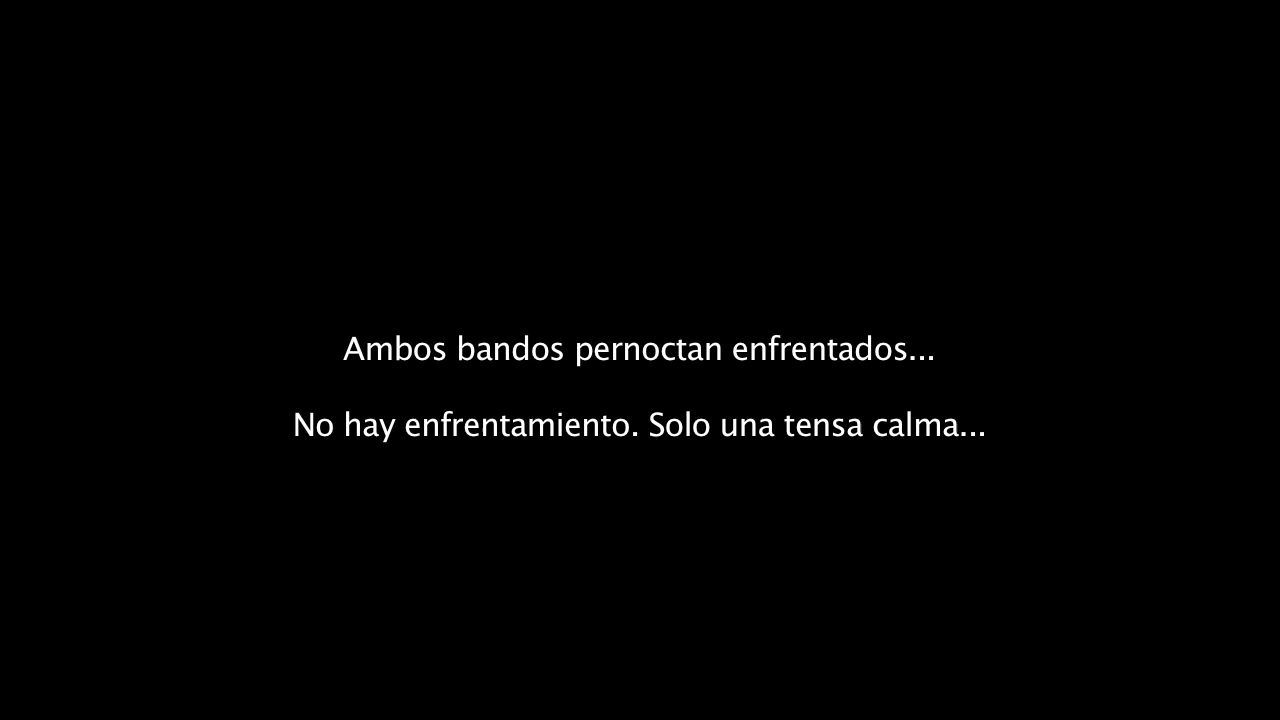 Ambos bandos pernoctan enfrentados...
No hay enfrentamiento. Solo una tensa calma...